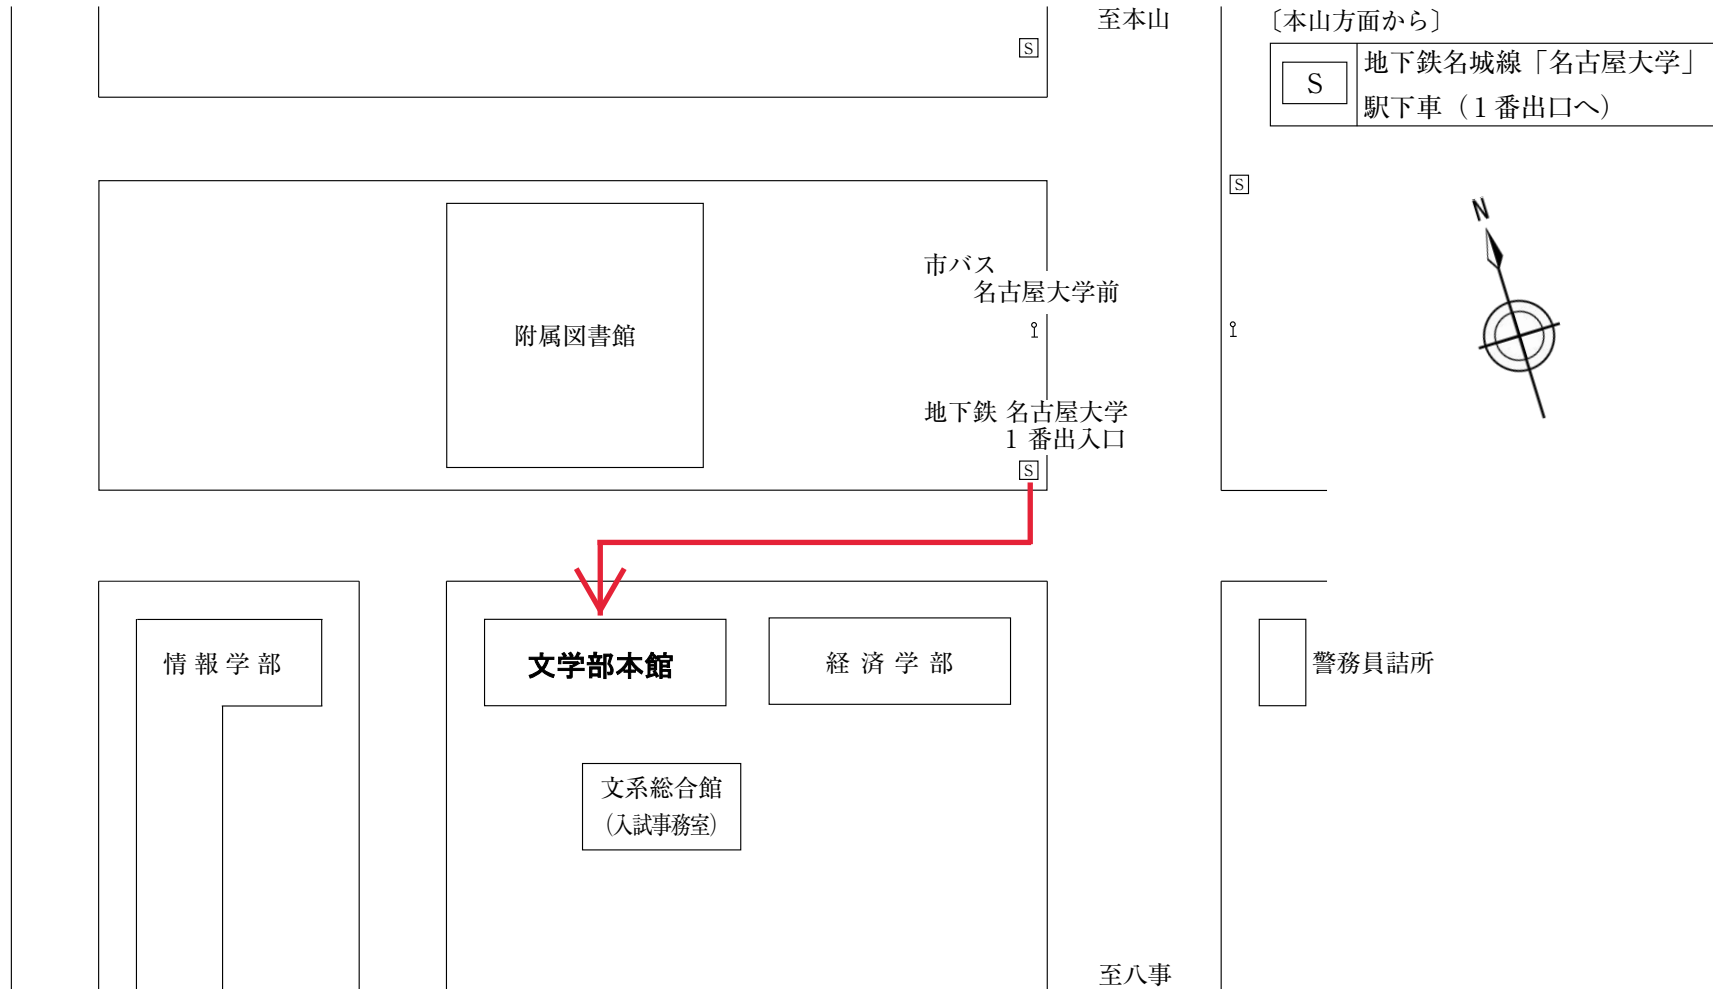 至本山
〔本山方面から〕
S
S
地下鉄名城線「名古屋大学」
駅下車（１番出口へ）
S
N
市バス
名古屋大学前
附属図書館
地下鉄 名古屋大学
１番出入口
S
情報学部
文学部本館
経済学部
警務員詰所
文系総合館
（入試事務室）
至八事